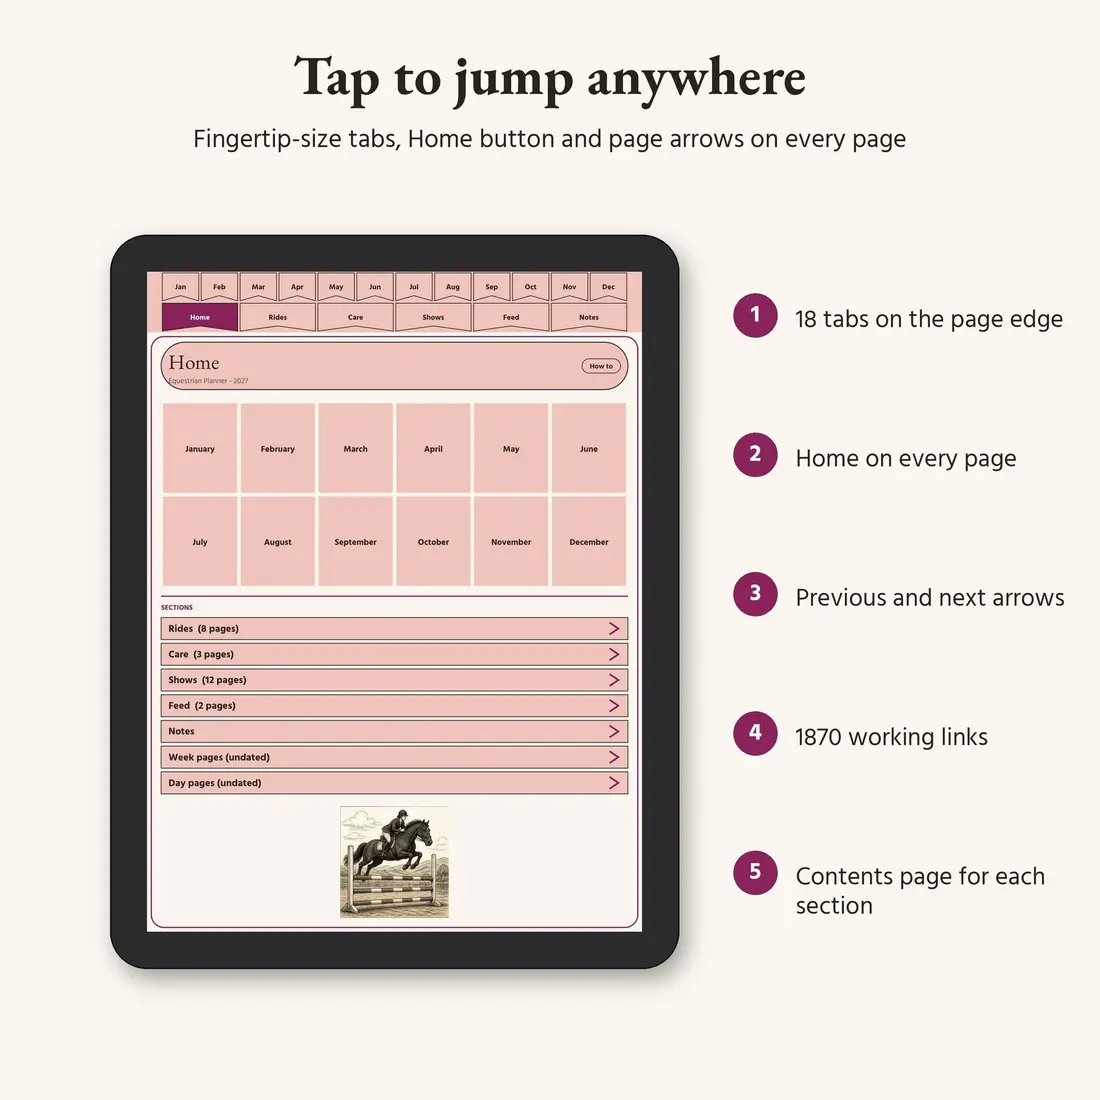 Tap to jump anywhere
Fingertip-size tabs, Home button and page arrows on every page
Jan Feb Mar Apr May Jun Jul Aug Sep Oct Nov Dec
Home Rides Care Shows Feed Notes
Home
Equestrian Planner - 2027
How to
January February March April May June
July August September October November December
SECTIONS
Rides (8 pages)
Care (3 pages)
Shows (12 pages)
Feed (2 pages)
Notes
Week pages (undated)
Day pages (undated)
1 18 tabs on the page edge
2 Home on every page
3 Previous and next arrows
4 1870 working links
5 Contents page for each
section